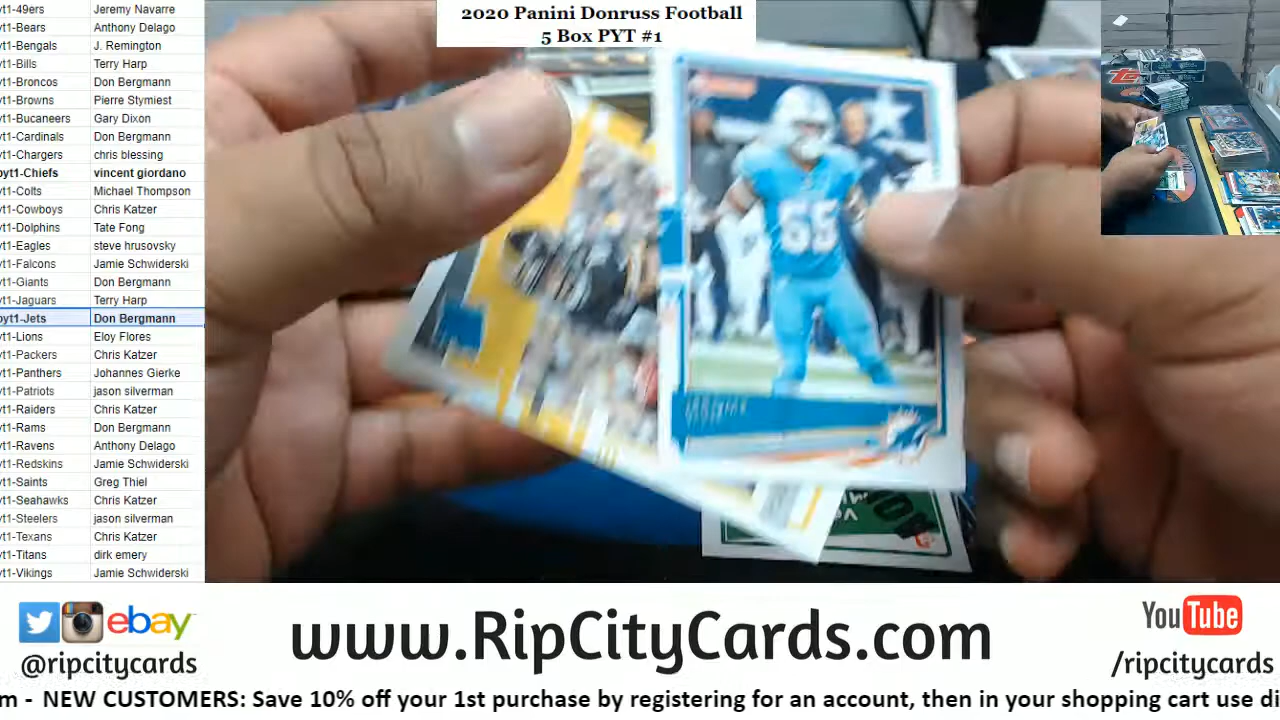 2020 Panini Donruss Football
5 Box PYT #1
yt1-49ers Jeremy Navarre
yt1-Bears Anthony Delago
yt1-Bengals J. Remington
yt1-Bills Terry Harp
yt1-Broncos Don Bergmann
yt1-Browns Pierre Stymiest
yt1-Bucaneers Gary Dixon
yt1-Cardinals Don Bergmann
yt1-Chargers chris blessing
pyt1-Chiefs vincent giordano
yt1-Colts Michael Thompson
yt1-Cowboys Chris Katzer
yt1-Dolphins Tate Fong
yt1-Eagles steve hrusovsky
yt1-Falcons Jamie Schwiderski
yt1-Giants Don Bergmann
yt1-Jaguars Terry Harp
pyt1-Jets Don Bergmann
yt1-Lions Eloy Flores
yt1-Packers Chris Katzer
yt1-Panthers Johannes Gierke
yt1-Patriots jason silverman
yt1-Raiders Chris Katzer
yt1-Rams Don Bergmann
yt1-Ravens Anthony Delago
yt1-Redskins Jamie Schwiderski
yt1-Saints Greg Thiel
yt1-Seahawks Chris Katzer
yt1-Steelers jason silverman
yt1-Texans Chris Katzer
yt1-Titans dirk emery
yt1-Vikings Jamie Schwiderski
ebay
@ripcitycards
www.RipCityCards.com
YouTube
/ripcitycards
m - NEW CUSTOMERS: Save 10% off your 1st purchase by registering for an account, then in your shopping cart use di